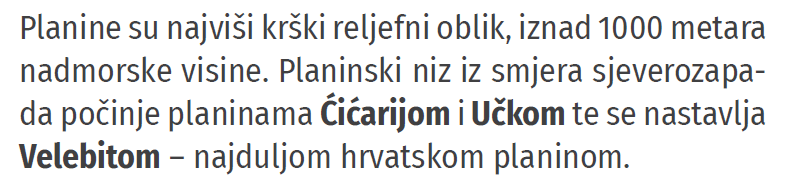 Planine su najviši krški reljefni oblik, iznad 1000 metara
nadmorske visine. Planinski niz iz smjera sjeverozapa-
da počinje planinama Ćićarijom i Učkom te se nastavlja
Velebitom – najduljom hrvatskom planinom.